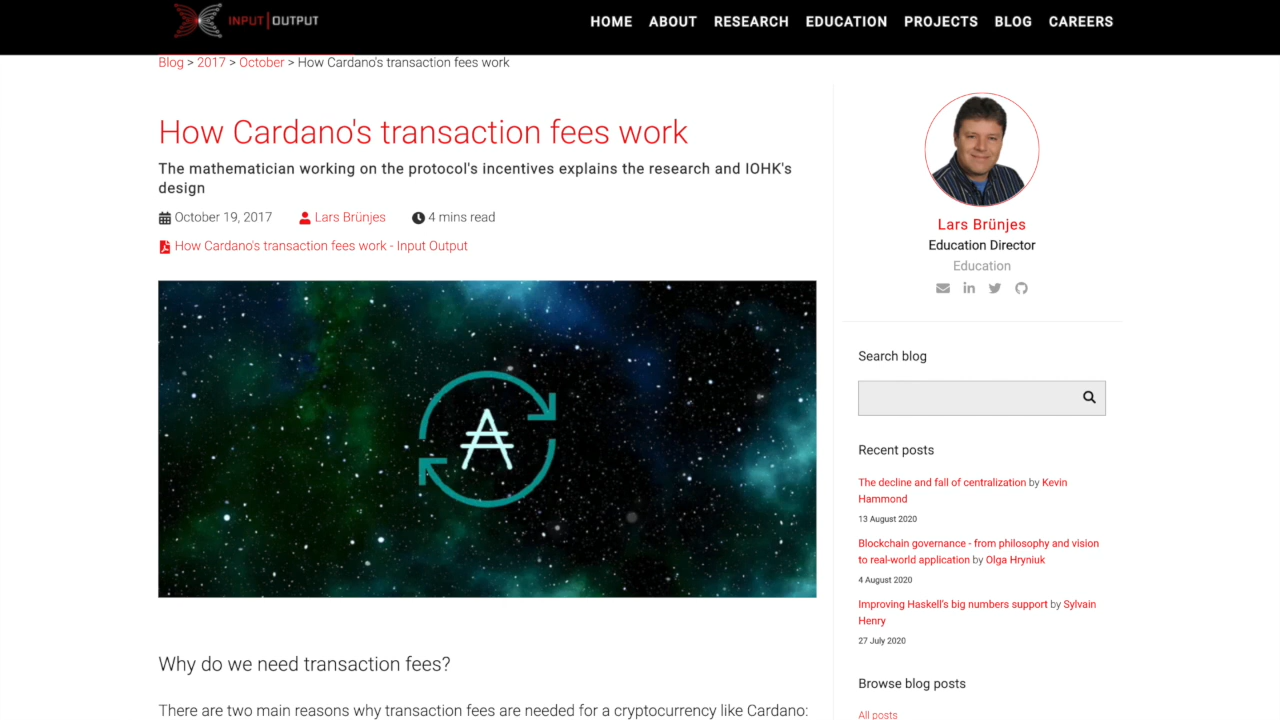 INPUT | OUTPUT
HOME ABOUT RESEARCH EDUCATION PROJECTS BLOG CAREERS
Blog > 2017 > October > How Cardano's transaction fees work
How Cardano's transaction fees work
The mathematician working on the protocol's incentives explains the research and IOHK's
design
October 19, 2017 Lars Brünjes 4 mins read
How Cardano's transaction fees work - Input Output
Why do we need transaction fees?
There are two main reasons why transaction fees are needed for a cryptocurrency like Cardano:
Lars Brünjes
Education Director
Education
Search blog
Recent posts
The decline and fall of centralization by Kevin
Hammond
13 August 2020
Blockchain governance - from philosophy and vision
to real-world application by Olga Hryniuk
4 August 2020
Improving Haskell's big numbers support by Sylvain
Henry
27 July 2020
Browse blog posts
All posts